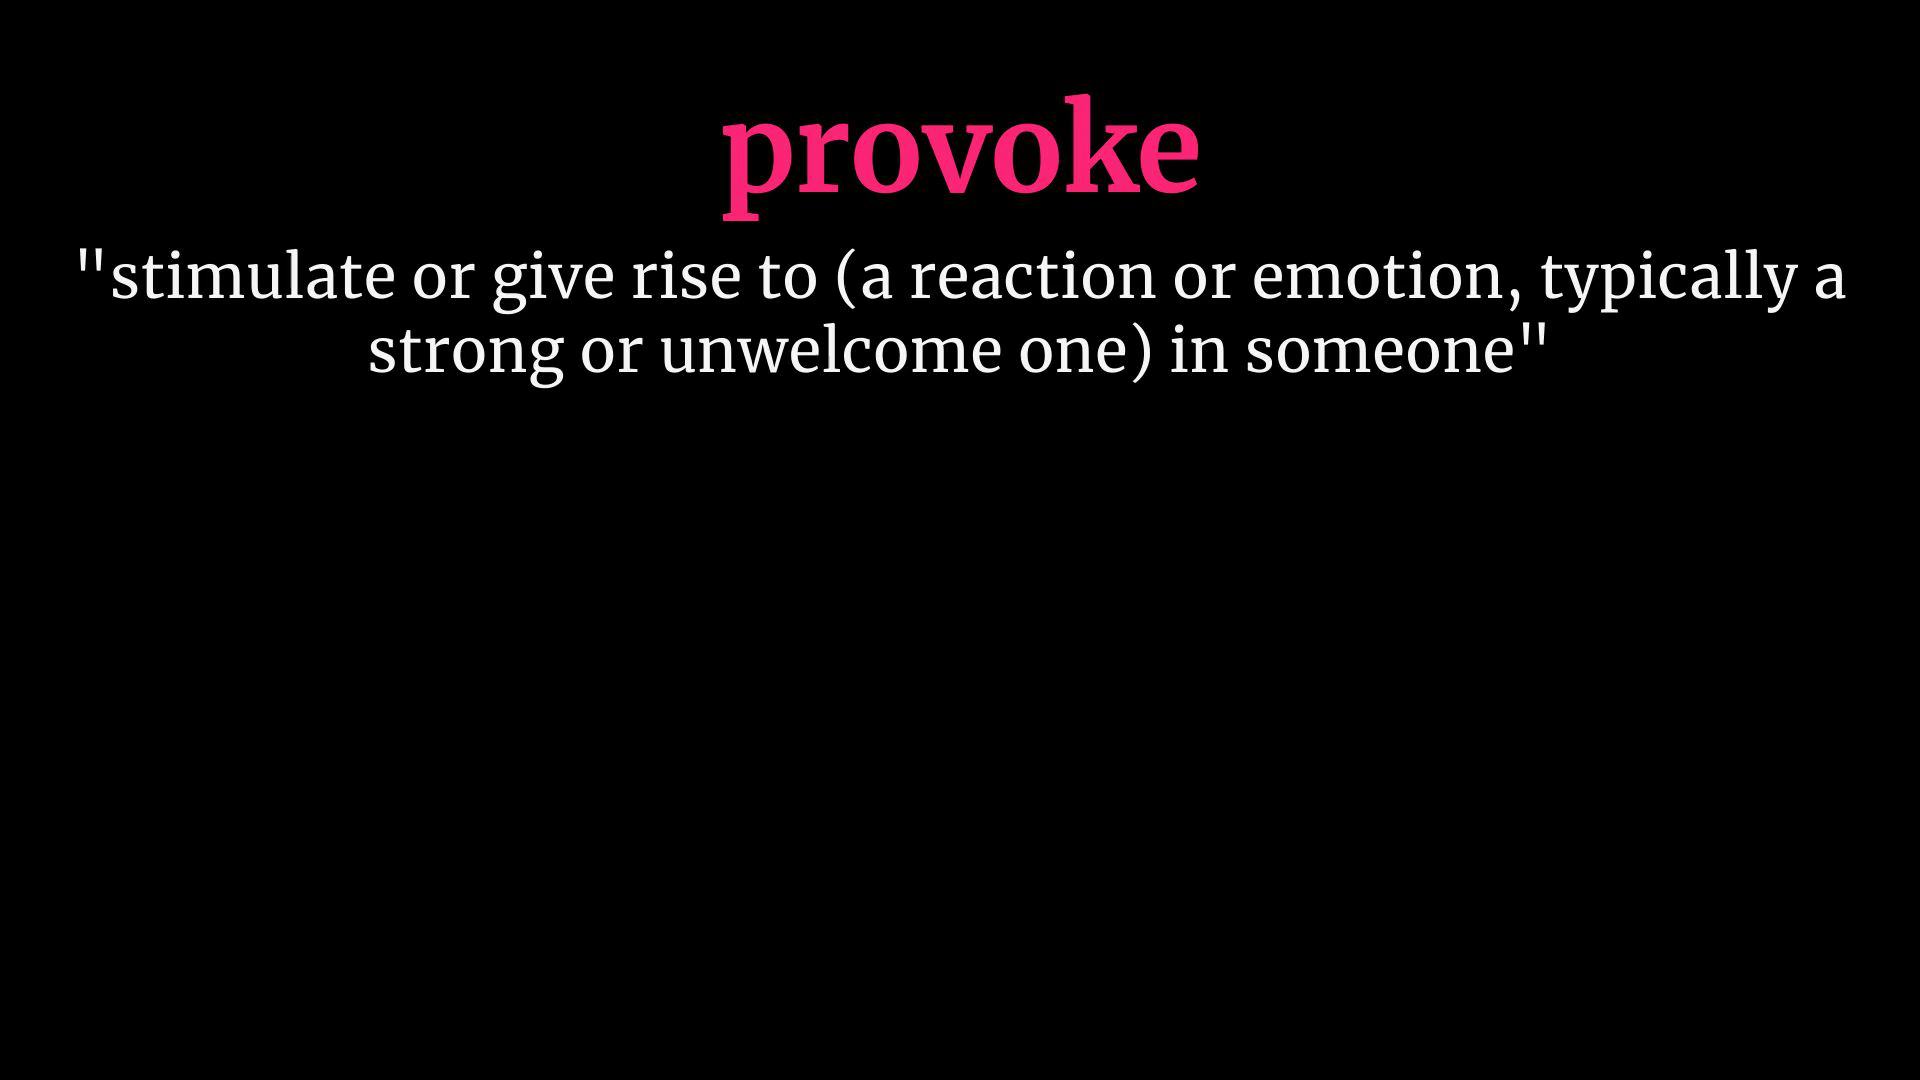 provoke
"stimulate or give rise to (a reaction or emotion, typically a
strong or unwelcome one) in someone"